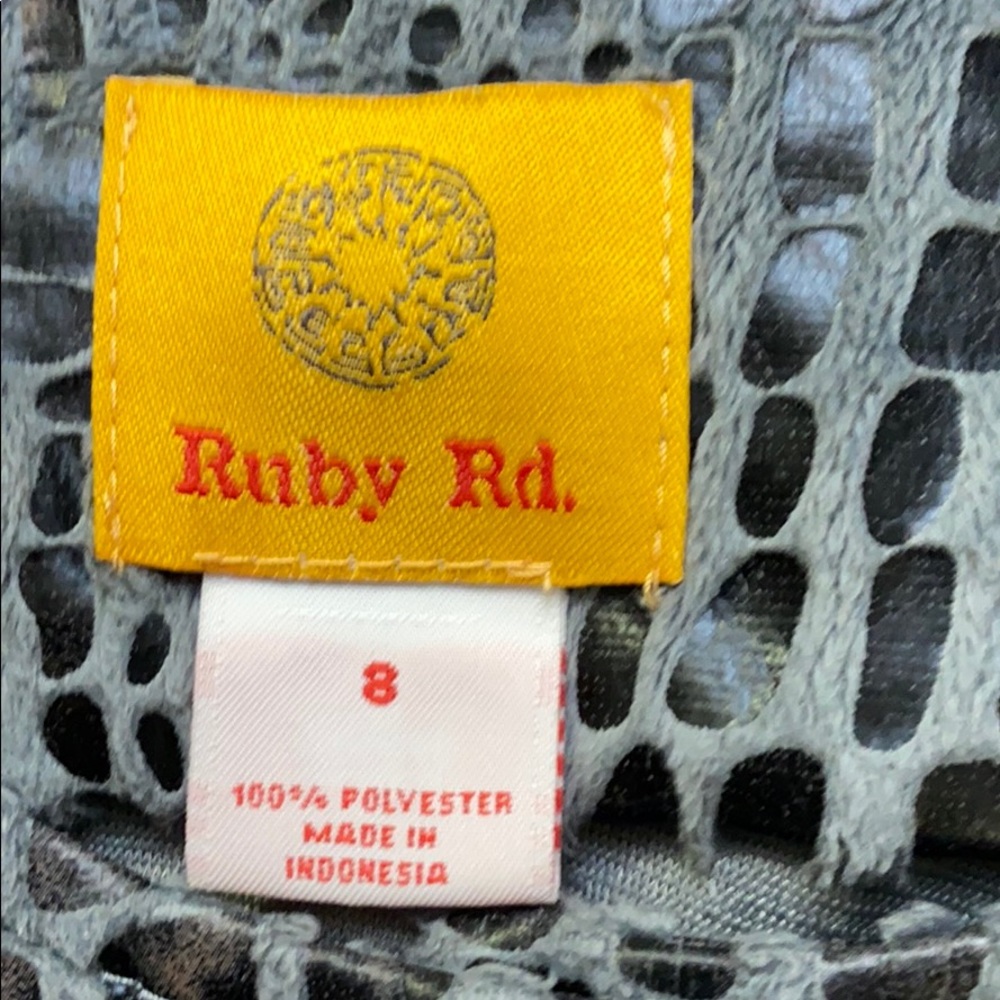 Ruby Rd.
8
100% POLYESTER
MADE IN
INDONESIA